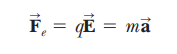 F⃗ₑ = qE⃗ = ma⃗